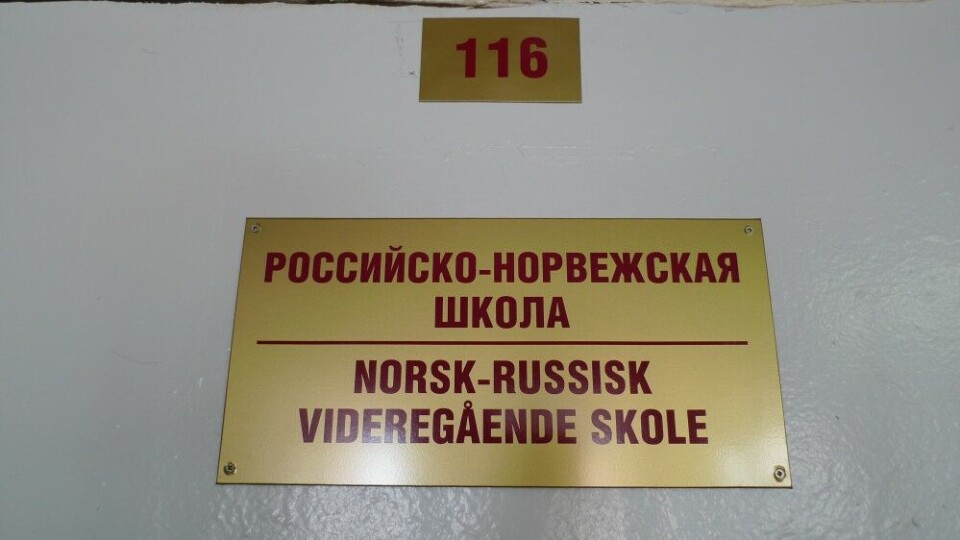 116
РОССИЙСКО-НОРВЕЖСКАЯ
ШКОЛА
NORSK-RUSSISK
VIDEREGÅENDE SKOLE